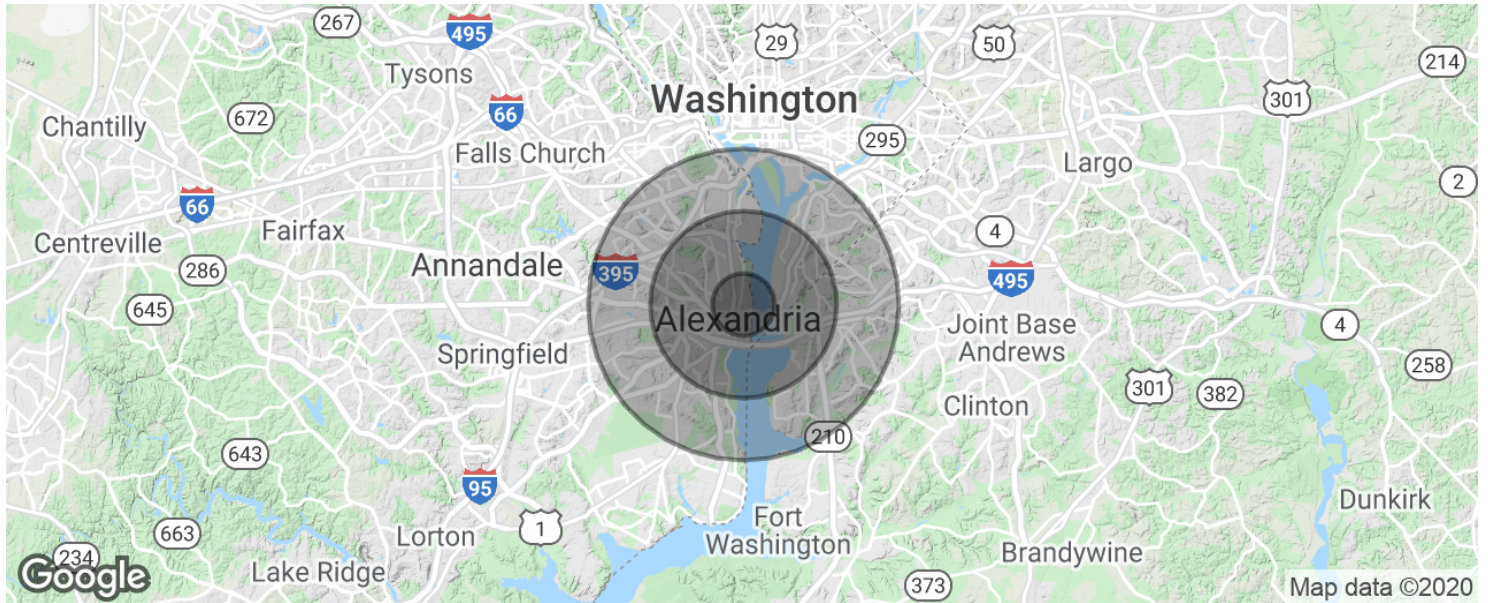 267
495
29
50
214
Tysons
301
Washington
66
672
Chantilly
295
Falls Church
Largo
2
66
Fairfax
4
Centreville
286
Annandale
395
495
645
Alexandria
4
Joint Base
Andrews
Springfield
258
301
382
Clinton
210
643
95
Dunkirk
Fort
Washington
1
663
Lorton
Brandywine
234
Lake Ridge
373
Google
Map data ©2020